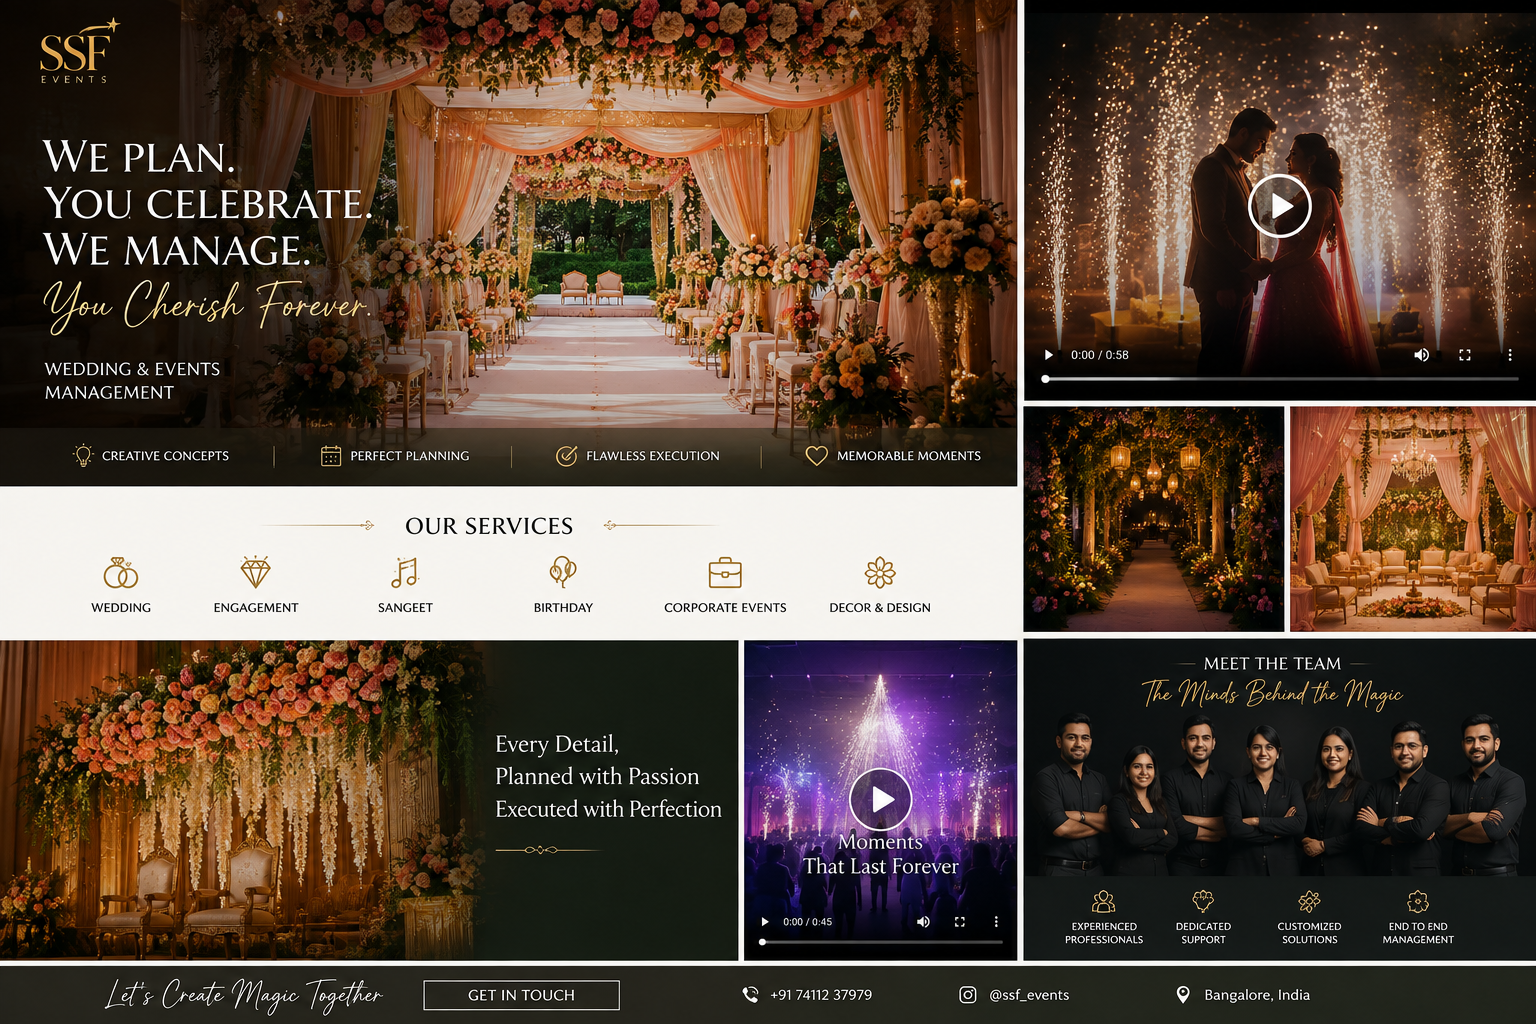 SSF
EVENTS
WE PLAN.
YOU CELEBRATE.
WE MANAGE.
You Cherish Forever.
WEDDING & EVENTS
MANAGEMENT
CREATIVE CONCEPTS
PERFECT PLANNING
FLAWLESS EXECUTION
MEMORABLE MOMENTS
0:00 / 0:58
OUR SERVICES
WEDDING
ENGAGEMENT
SANGEET
BIRTHDAY
CORPORATE EVENTS
DECOR & DESIGN
Every Detail,
Planned with Passion
Executed with Perfection
Moments
That Last Forever
0:00 / 0:45
MEET THE TEAM
The Minds Behind the Magic
EXPERIENCED
PROFESSIONALS
DEDICATED
SUPPORT
CUSTOMIZED
SOLUTIONS
END TO END
MANAGEMENT
Let's Create Magic Together
GET IN TOUCH
+91 74112 37979
@ssf_events
Bangalore, India